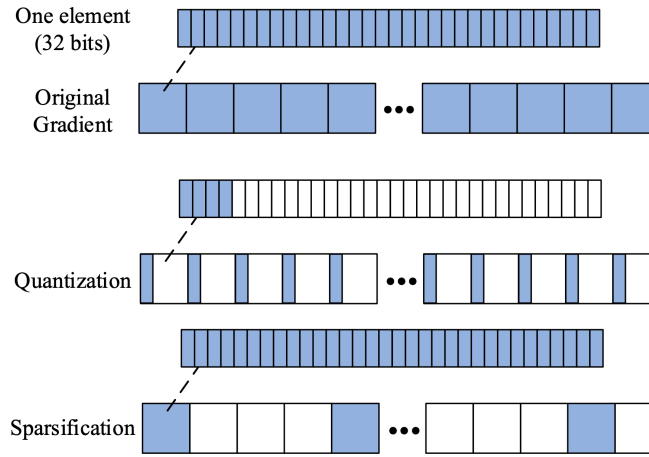 One element
(32 bits)
Original
Gradient
Quantization
Sparsification